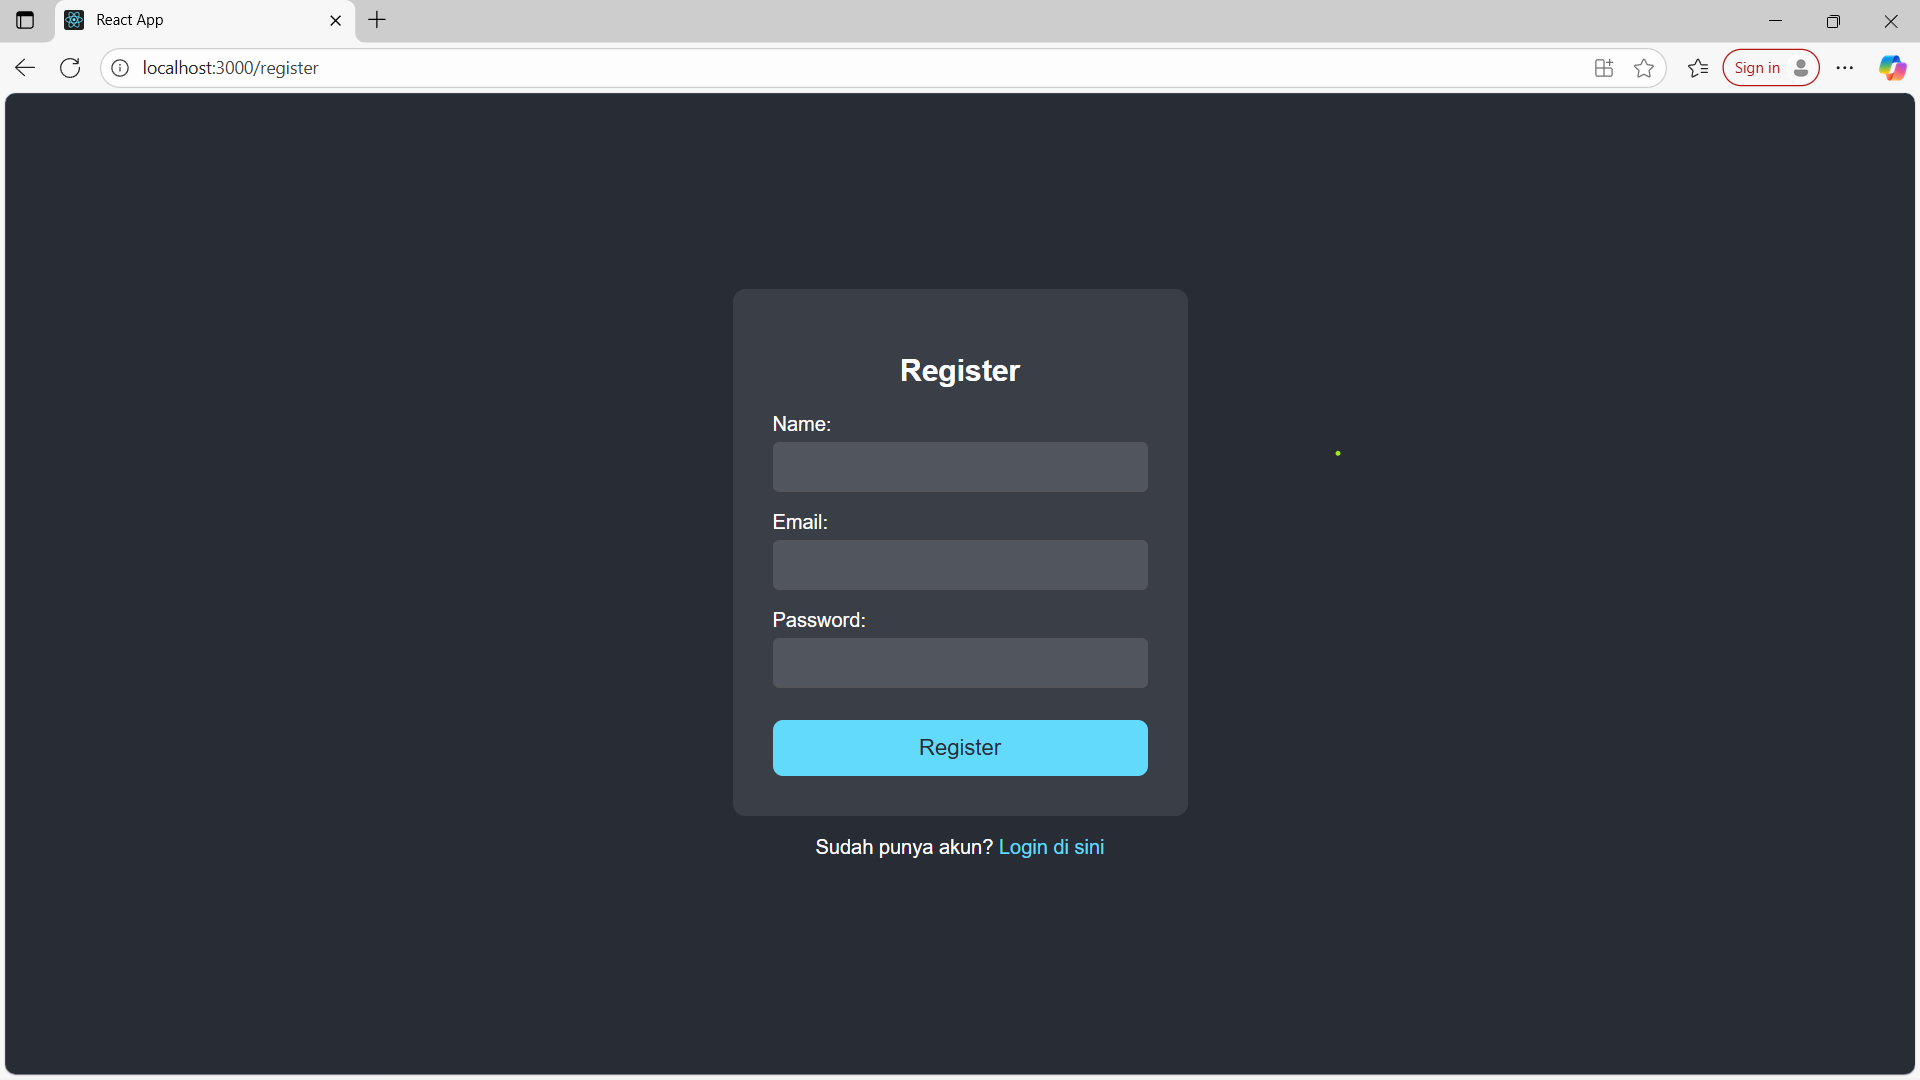 React App
localhost:3000/register
Sign in
Register
Name:
Email:
Password:
Register
Sudah punya akun? Login di sini